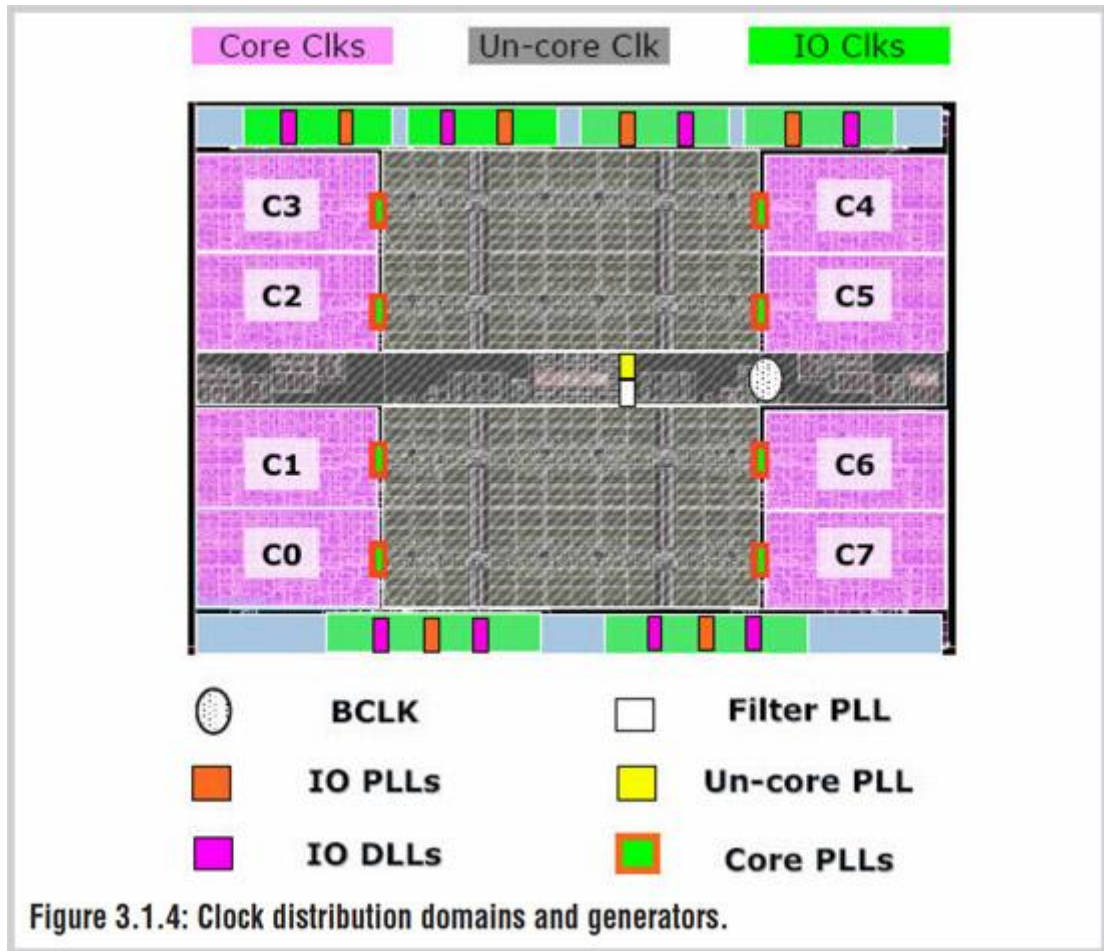 Core Clks Un-core Clk IO Clks
C3 C4
C2 C5
C1 C6
C0 C7
BCLK Filter PLL
IO PLLs Un-core PLL
IO DLLs Core PLLs
Figure 3.1.4: Clock distribution domains and generators.